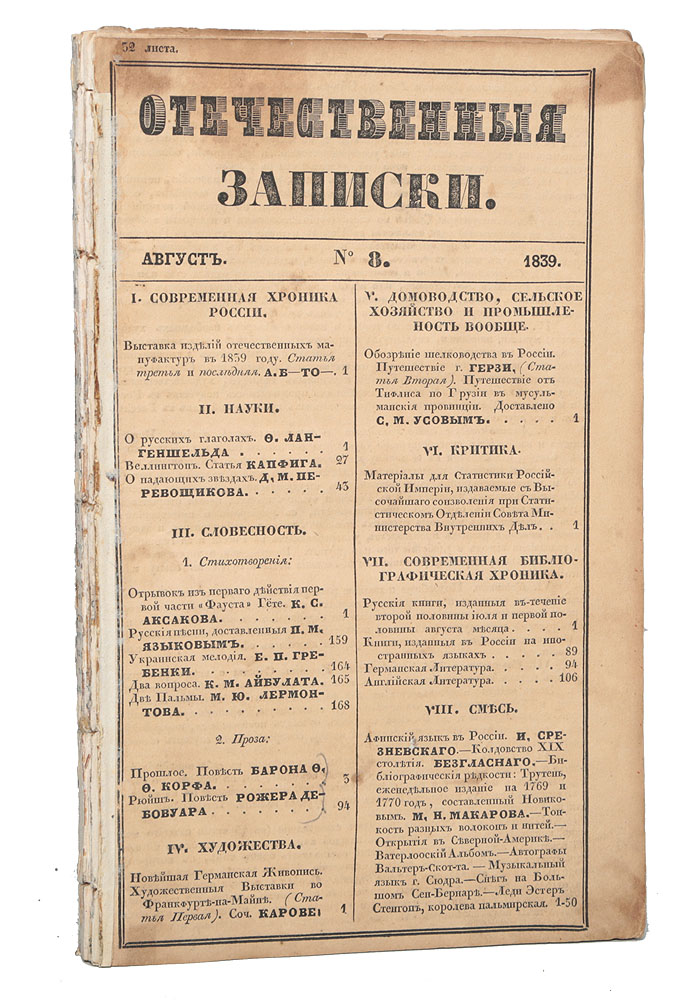 32 листа.
ОТЕЧЕСТВЕННЫЯ
ЗАПИСКИ.
АВГУСТЪ. № 8. 1839.
I. СОВРЕМЕННАЯ ХРОНИКА
РОССІИ.
Выставка издѣлій отечественныхъ ма-
нуфактур въ 1839 году. Статья
третья и послѣдняя. А. Б—ТО—. 1
II. НАУКИ.
О русскихъ глаголахъ. Ѳ. ЛАН-
ГЕНШЕЛЬДА . . . . . . 1
Веллингтонъ. Статья КАПФИГА. 27
О падающихъ звѣздахъ. Д. М. ПЕ-
РЕВОЩИКОВА. . . . . . 43
III. СЛОВЕСНОСТЬ.
1. Стихотворенія:
Отрывокъ изъ перваго дѣйствія пер-
вой части «Фауста» Гёте. К. С.
АКСАКОВА. . . . . . . 1
Русскія пѣсни, доставленныя П. М.
ЯЗЫКОВЫМЪ. . . . . . 159
Украинская мелодія. Е. П. ГРЕ-
БЕНКИ. . . . . . . . 164
Два вопроса. К. М. АЙБУЛАТА. 165
Двѣ Пальмы. М. Ю. ЛЕРМОН-
ТОВА. . . . . . . . . 168
2. Проза:
Прошлое. Повѣсть БАРОНА Ѳ.
Ѳ. КОРФА. . . . . . . 3
Рюйшъ. Повѣсть РОЖЕРА ДЕ-
БОВУАРА . . . . . . . 94
IV. ХУДОЖЕСТВА.
Новѣйшая Германская Живопись.
Художественныя Выставки во
Франкфуртѣ-на-Майнѣ. (Ста-
тья Первая). Соч. КАРОВЕ 1
V. ДОМОВОДСТВО, СЕЛЬСКОЕ
ХОЗЯЙСТВО И ПРОМЫШЛЕ-
НОСТЬ ВООБЩЕ.
Обозрѣніе шелководства въ Россіи.
Путешествіе г. ГЕРЗИ, (Ста-
тья Вторая). Путешествіе отъ
Тифлиса по Грузіи въ мусуль-
манскія провинціи. Доставлено
С. М. УСОВЫМЪ. . . . . 1
VI. КРИТИКА.
Матеріалы для Статистики Россій-
ской Имперіи, издаваемые съ Вы-
сочайшаго соизволенія при Стати-
стическомъ Отдѣленіи Совѣта Ми-
нистерства Внутреннихъ Дѣлъ. . 1
VII. СОВРЕМЕННАЯ БИБЛІО-
ГРАФИЧЕСКАЯ ХРОНИКА.
Русскія книги, изданныя въ-теченіе
второй половины іюля и первой по-
ловины августа мѣсяца . . . . 1
Книги, изданныя въ Россіи на ино-
странныхъ языкахъ . . . . . 89
Германская Литература. . . . . 94
Англійская Литература. . . . . 106
VIII. СМѢСЬ.
Афинскій языкъ въ Россіи. И. СРЕ-
ЗНЕВСКАГО.—Колдовство XIX
столѣтія. БЕЗГЛАСНАГО.—Би-
бліографическія рѣдкости: Трутень,
еженедѣльное изданіе на 1769 и
1770 годъ, составленный Новико-
вымъ. М. Н. МАКАРОВА.—Тон-
кость разныхъ волоконъ и нитей.—
Открытія въ Сѣверной-Америкѣ.—
Ватерлооскій Альбомъ.—Автографы
Вальтеръ-Скот-та. — Музыкальный
языкъ г. Сюдра.—Снѣгъ на Боль-
шомъ Сен-Бернарѣ.—Леди Эстеръ
Стенгопъ, королева пальмирская. 1-50